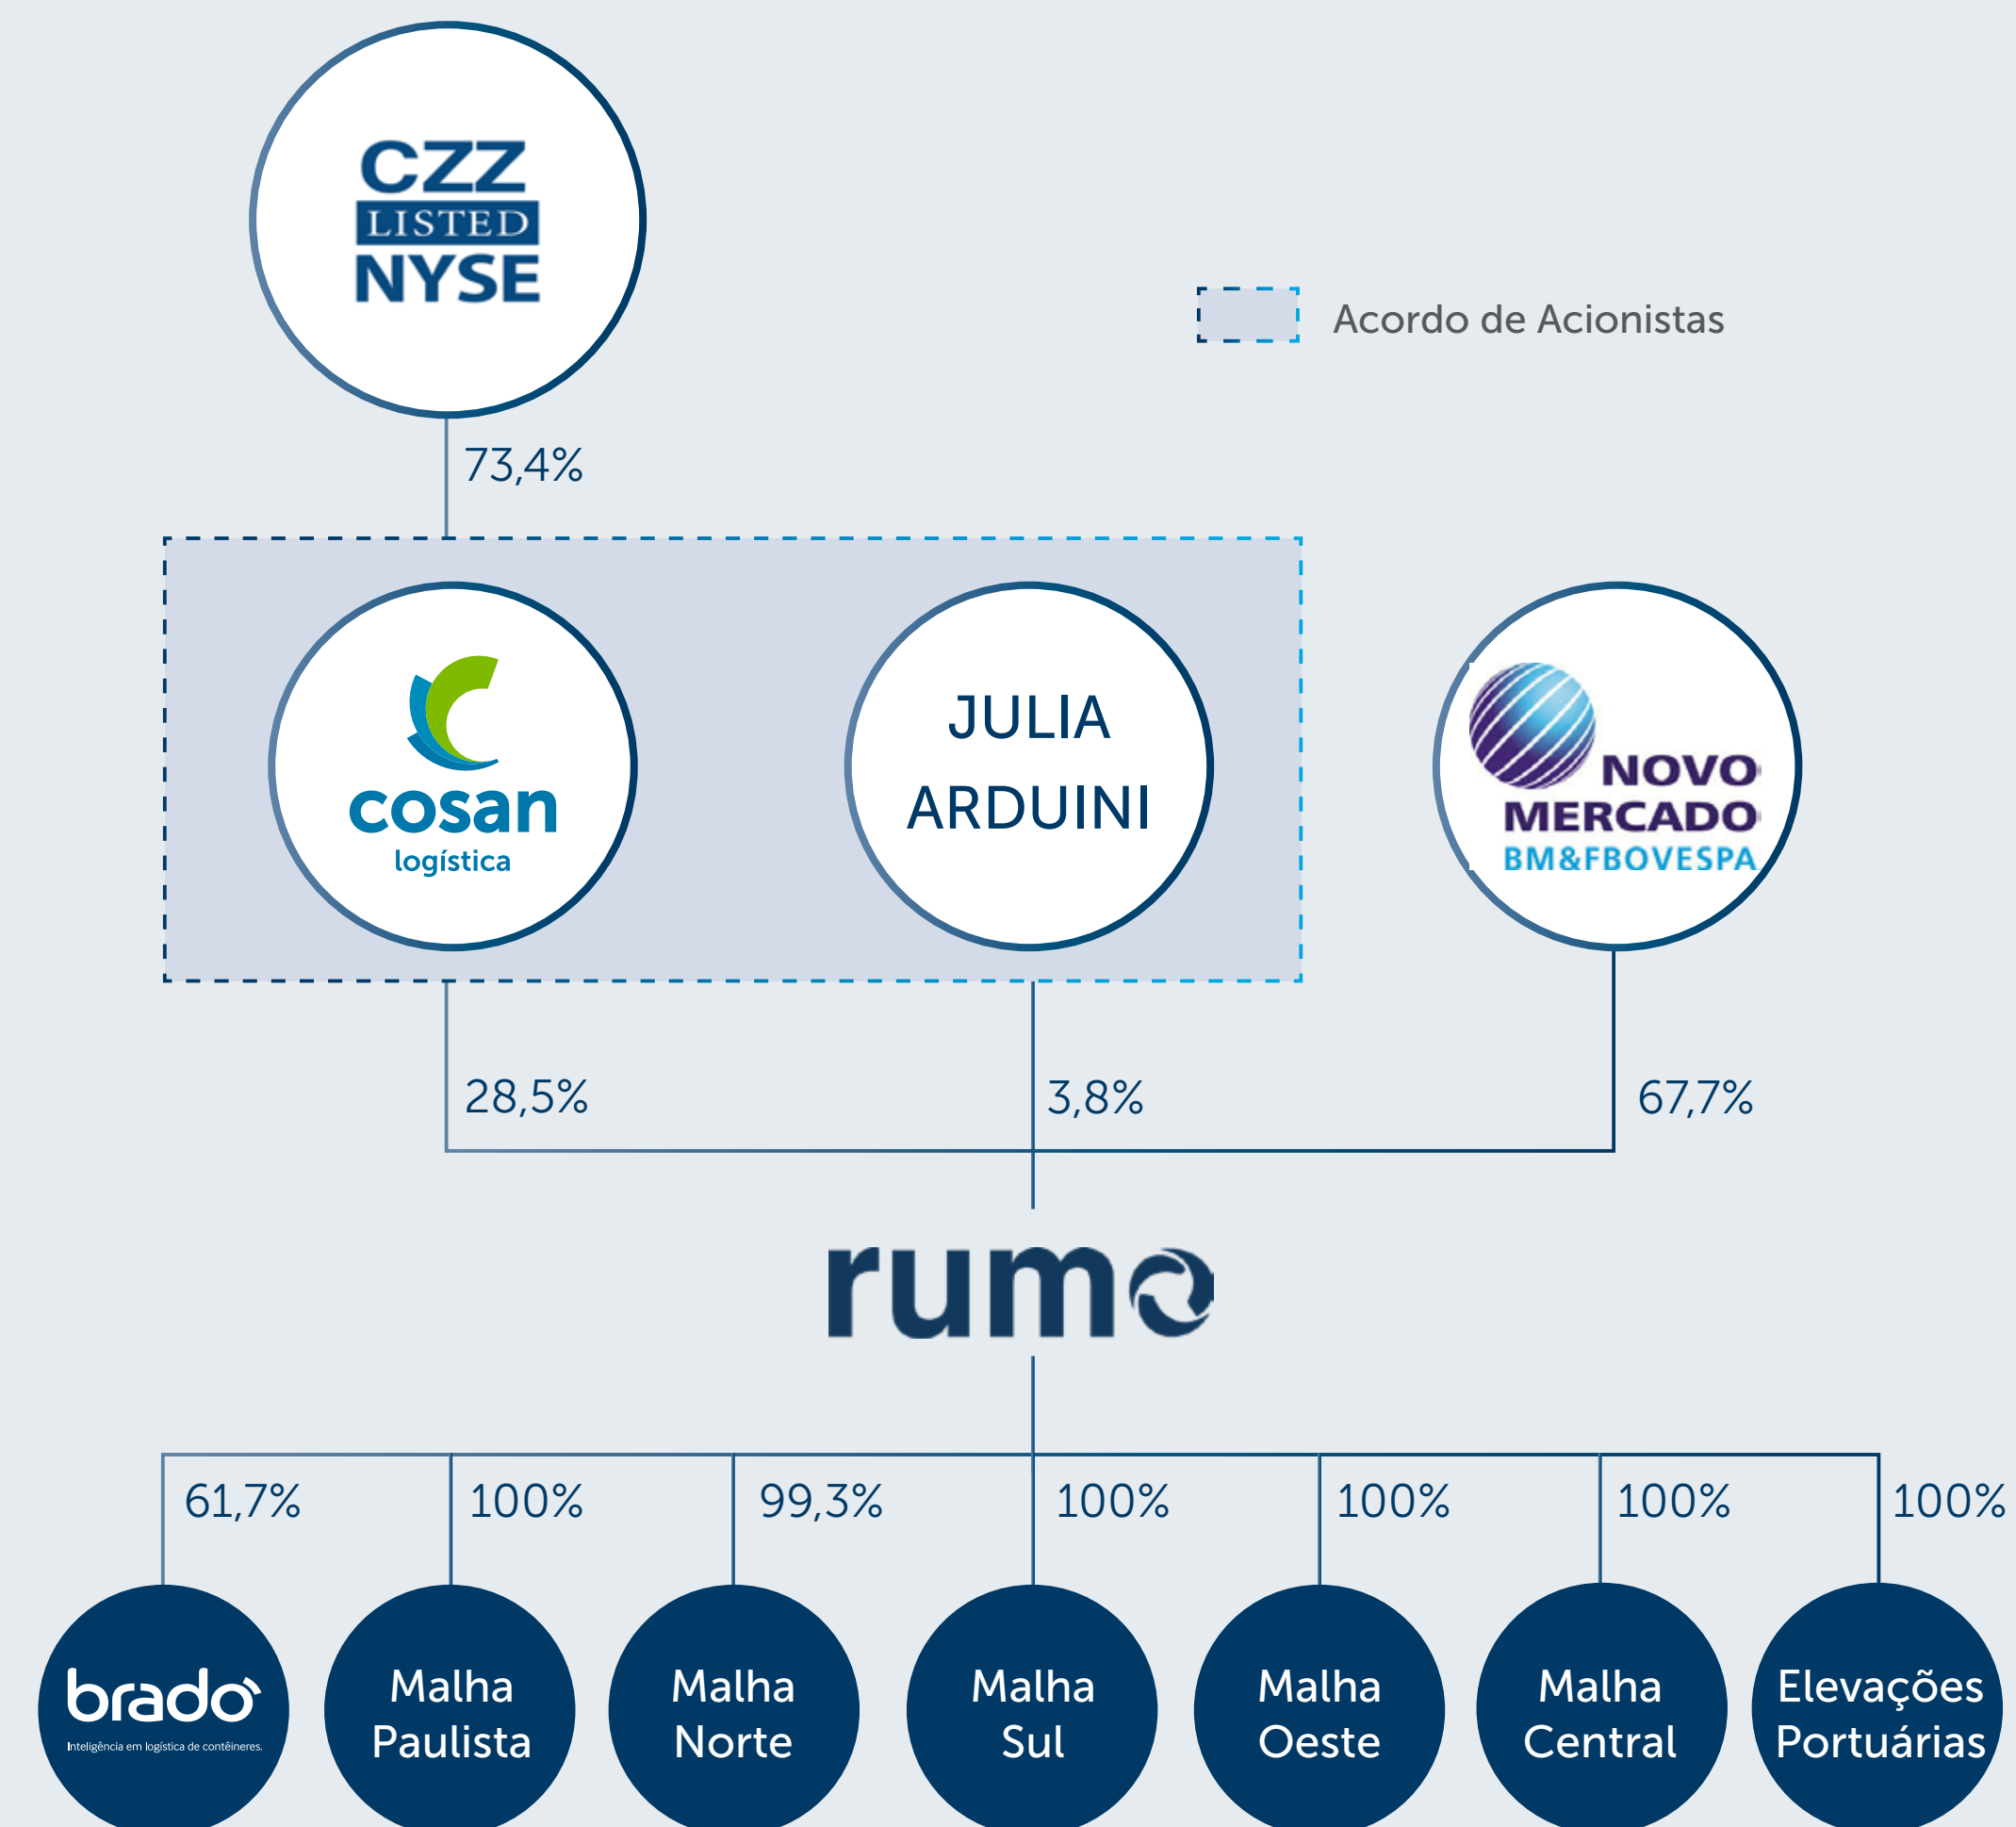 CZZ
LISTED
NYSE
Acordo de Acionistas
73,4%
cosan
logística
JULIA
ARDUINI
NOVO
MERCADO
BM&FBOVESPA
28,5%
3,8%
67,7%
rumo
61,7%
100%
99,3%
100%
100%
100%
100%
brado
Inteligência em logística de contêineres.
Malha
Paulista
Malha
Norte
Malha
Sul
Malha
Oeste
Malha
Central
Elevações
Portuárias